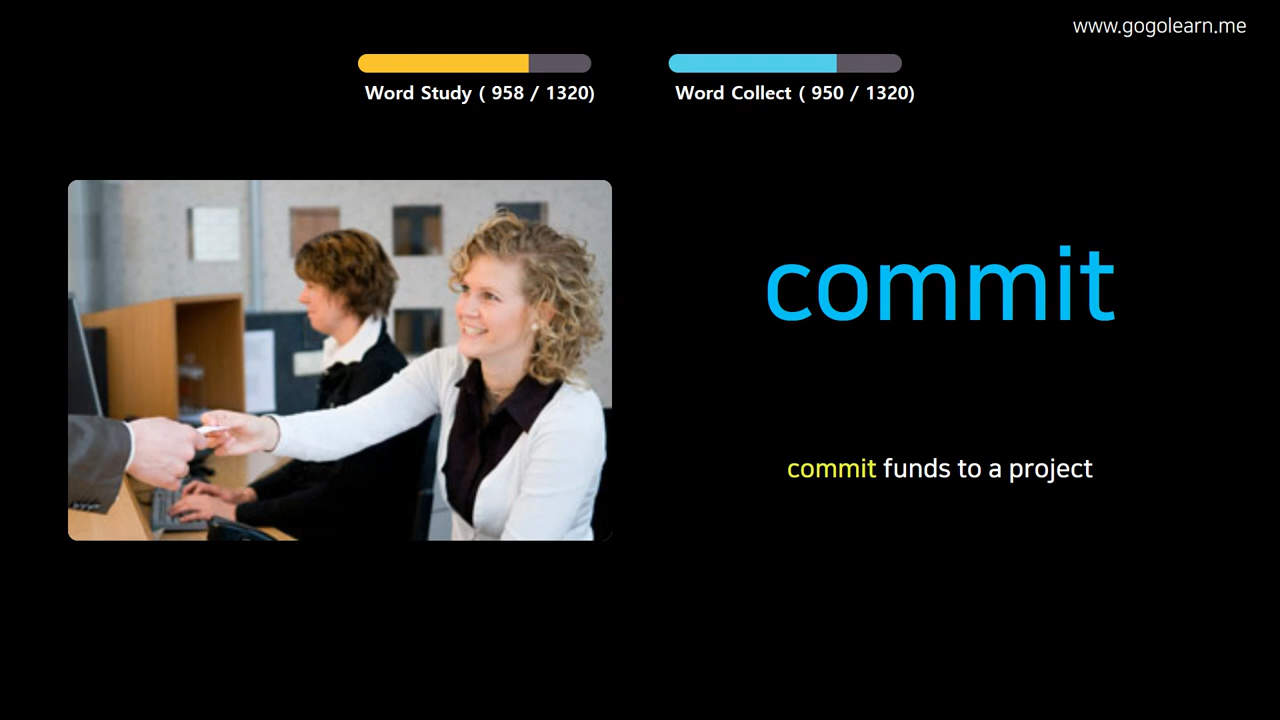 www.gogolearn.me
Word Study ( 958 / 1320)
Word Collect ( 950 / 1320)
commit
commit funds to a project